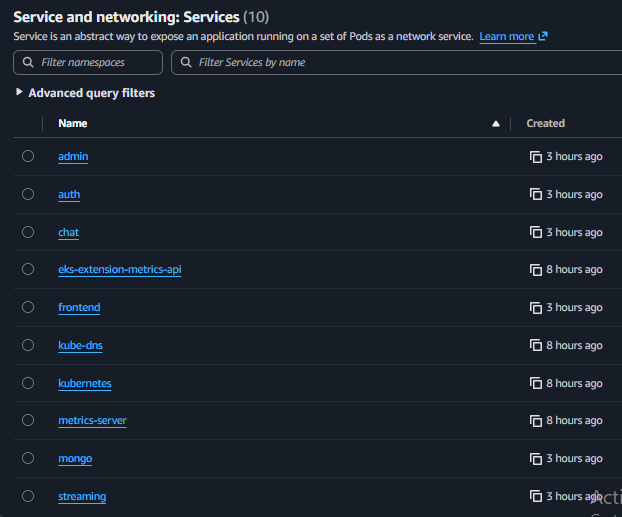 Service and networking: Services (10)
Service is an abstract way to expose an application running on a set of Pods as a network service. Learn more
Filter namespaces Filter Services by name
Advanced query filters
Name Created
admin 3 hours ago
auth 3 hours ago
chat 3 hours ago
eks-extension-metrics-api 8 hours ago
frontend 3 hours ago
kube-dns 8 hours ago
kubernetes 8 hours ago
metrics-server 8 hours ago
mongo 3 hours ago
streaming 3 hours ago
Acti